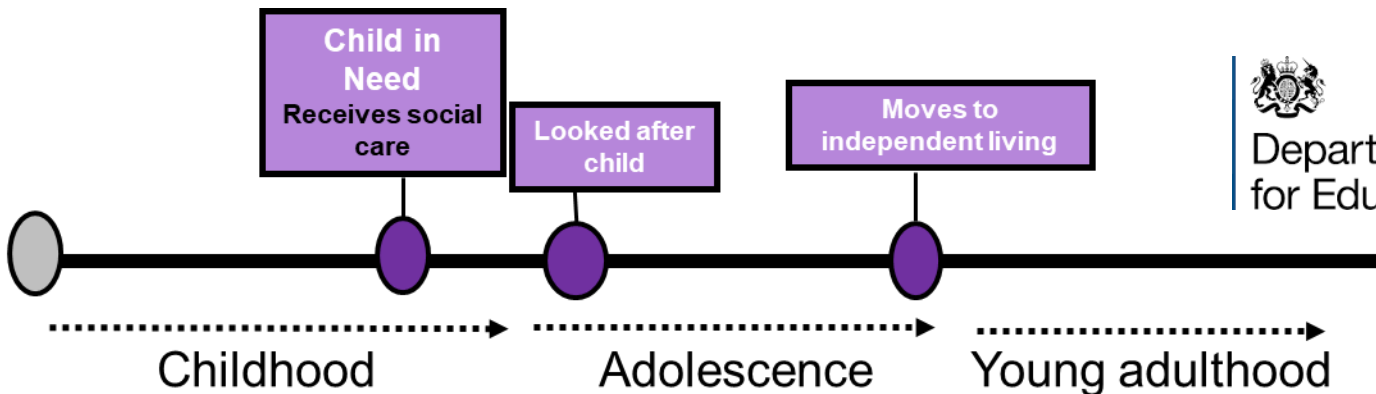 Child in
Need
Receives social
care
Looked after
child
Moves to
independent living
Depart
for Edu
Childhood
Adolescence
Young adulthood